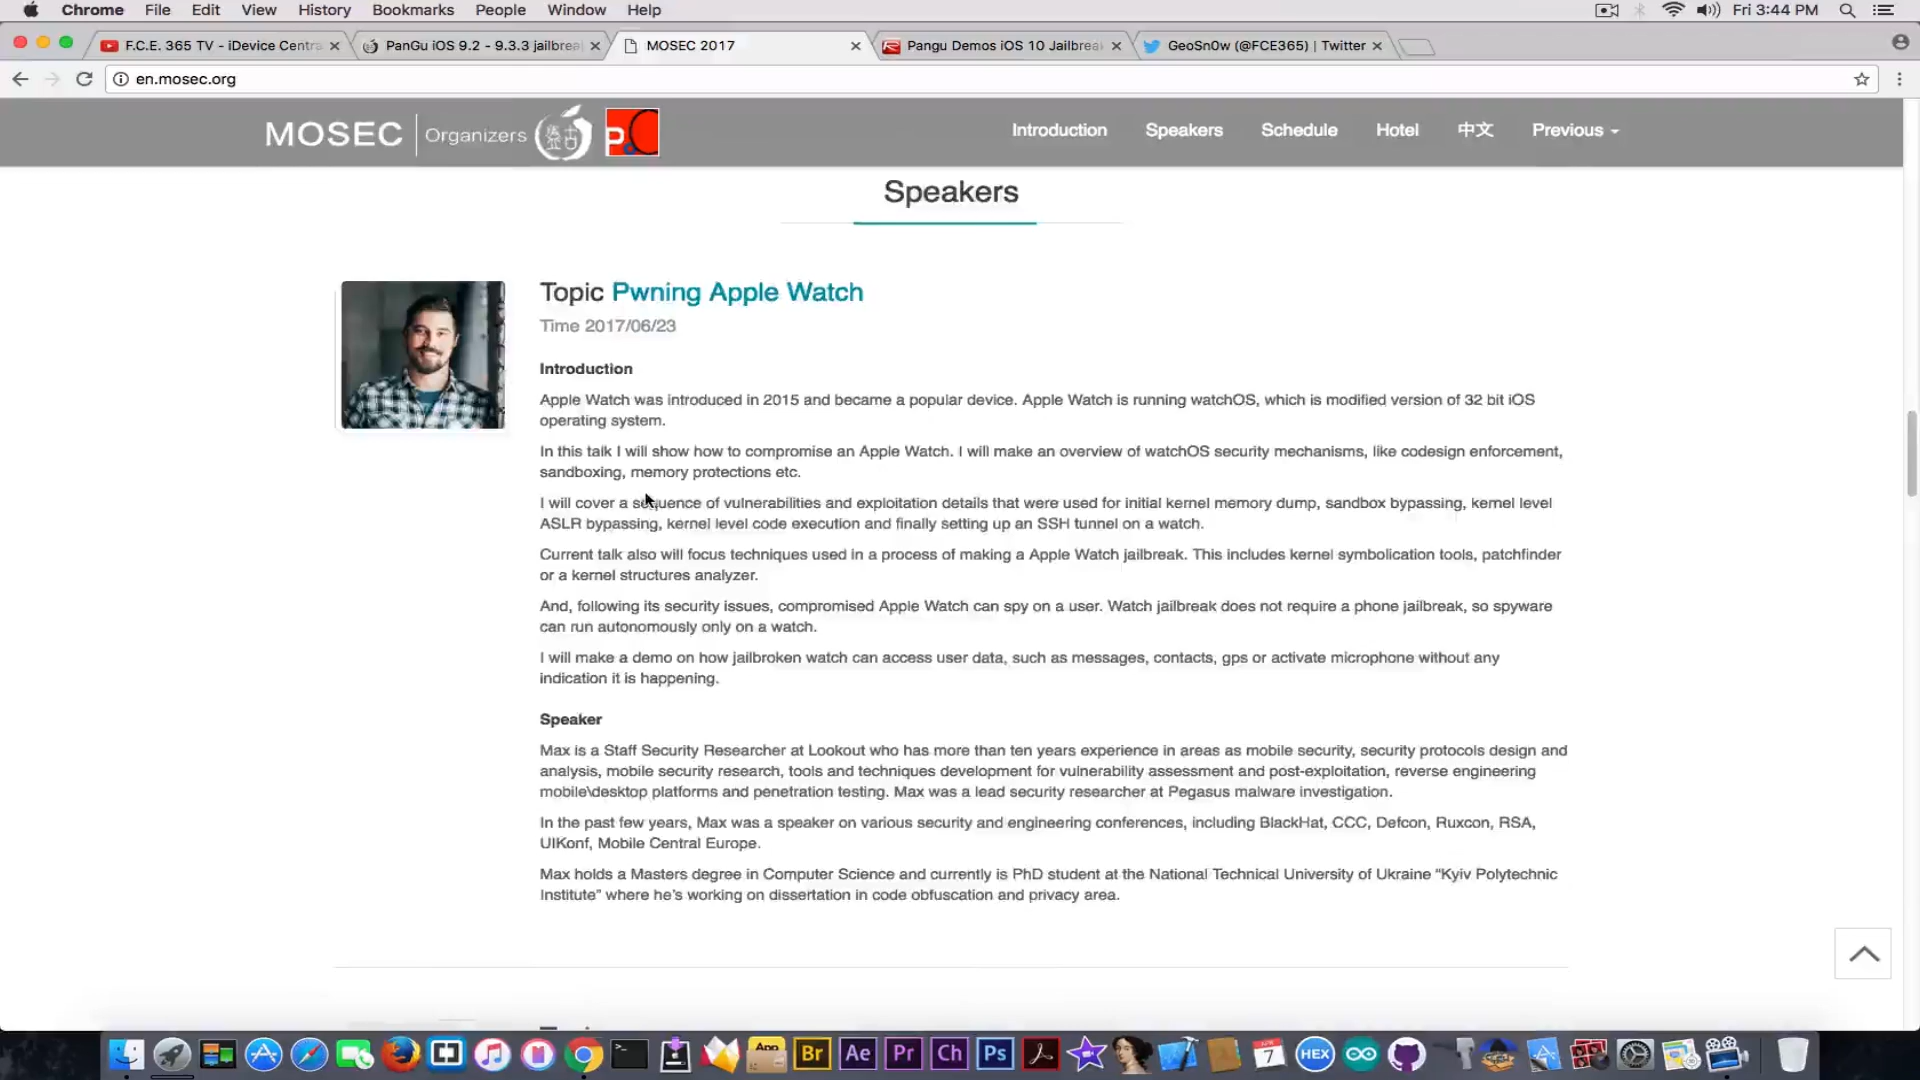 Chrome File Edit View History Bookmarks People Window Help Fri 3:44 PM
F.C.E. 365 TV - iDevice Centra PanGu iOS 9.2 - 9.3.3 jailbrea MOSEC 2017 Pangu Demos iOS 10 Jailbrea GeoSn0w (@FCE365) | Twitter
en.mosec.org
MOSEC Organizers Introduction Speakers Schedule Hotel 中文 Previous
Speakers
Topic Pwning Apple Watch
Time 2017/06/23
Introduction
Apple Watch was introduced in 2015 and became a popular device. Apple Watch is running watchOS, which is modified version of 32 bit iOS
operating system.
In this talk I will show how to compromise an Apple Watch. I will make an overview of watchOS security mechanisms, like codesign enforcement,
sandboxing, memory protections etc.
I will cover a sequence of vulnerabilities and exploitation details that were used for initial kernel memory dump, sandbox bypassing, kernel level
ASLR bypassing, kernel level code execution and finally setting up an SSH tunnel on a watch.
Current talk also will focus techniques used in a process of making a Apple Watch jailbreak. This includes kernel symbolication tools, patchfinder
or a kernel structures analyzer.
And, following its security issues, compromised Apple Watch can spy on a user. Watch jailbreak does not require a phone jailbreak, so spyware
can run autonomously only on a watch.
I will make a demo on how jailbroken watch can access user data, such as messages, contacts, gps or activate microphone without any
indication it is happening.
Speaker
Max is a Staff Security Researcher at Lookout who has more than ten years experience in areas as mobile security, security protocols design and
analysis, mobile security research, tools and techniques development for vulnerability assessment and post-exploitation, reverse engineering
mobile\desktop platforms and penetration testing. Max was a lead security researcher at Pegasus malware investigation.
In the past few years, Max was a speaker on various security and engineering conferences, including BlackHat, CCC, Defcon, Ruxcon, RSA,
UIKonf, Mobile Central Europe.
Max holds a Masters degree in Computer Science and currently is PhD student at the National Technical University of Ukraine “Kyiv Polytechnic
Institute” where he’s working on dissertation in code obfuscation and privacy area.
App Br Ae Pr Ch Ps 7 HEX